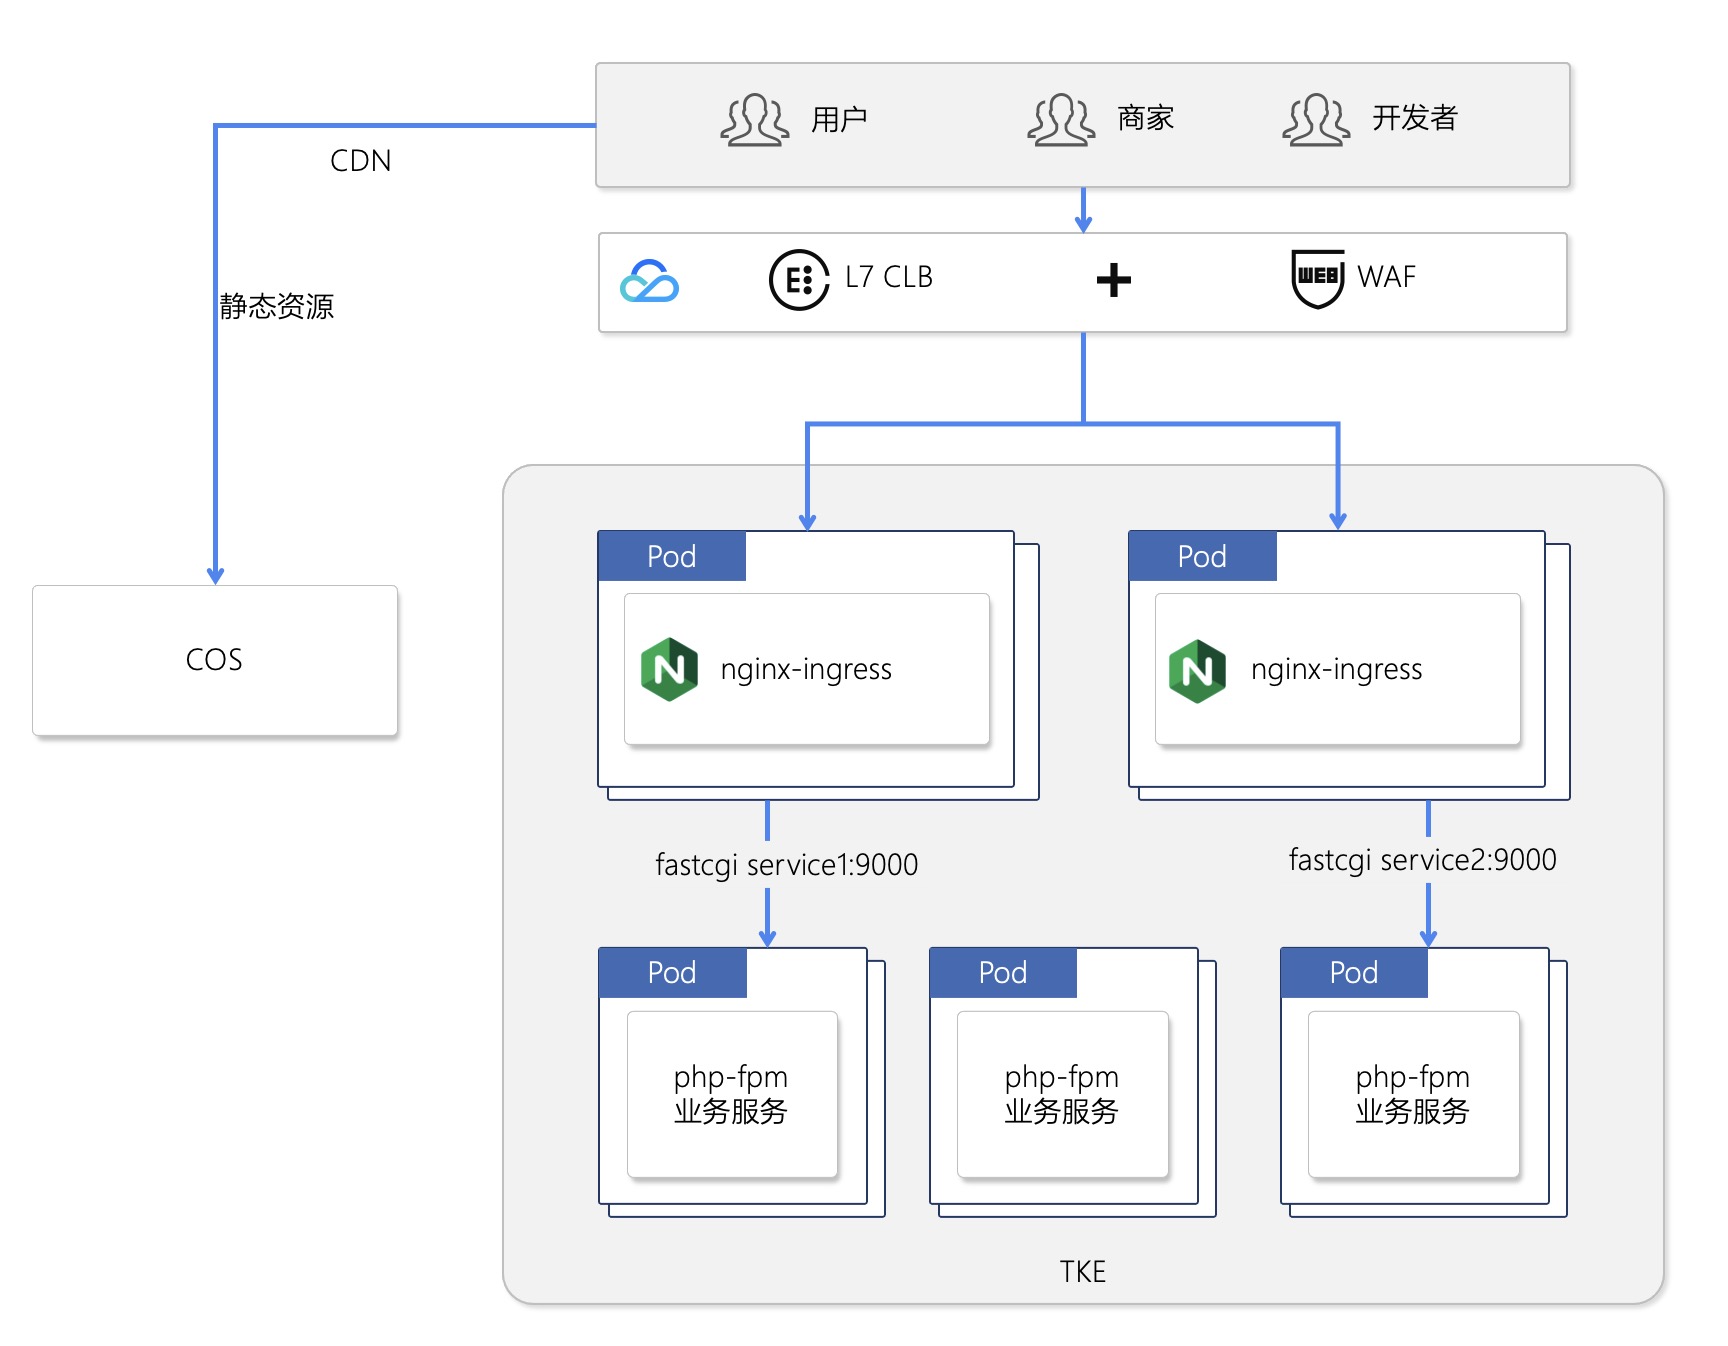 用户
商家
开发者
CDN
L7 CLB
WEB
WAF
静态资源
Pod
Pod
nginx-ingress
nginx-ingress
COS
fastcgi service1:9000
fastcgi service2:9000
Pod
Pod
Pod
php-fpm
业务服务
php-fpm
业务服务
php-fpm
业务服务
TKE